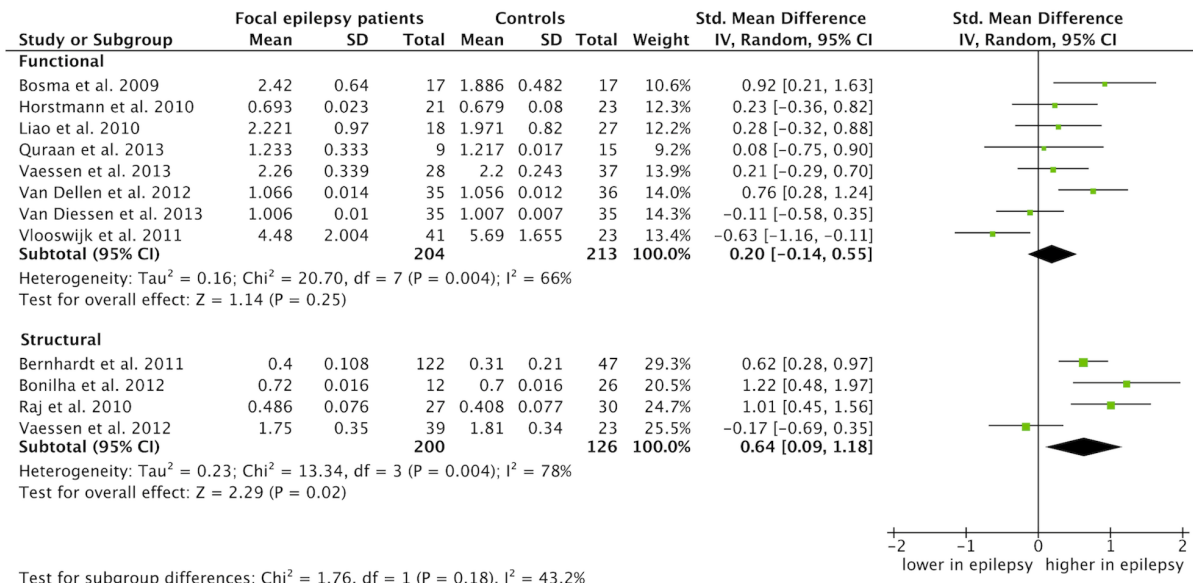 Focal epilepsy patients Controls Std. Mean Difference Std. Mean Difference
Study or Subgroup Mean SD Total Mean SD Total Weight IV, Random, 95% CI IV, Random, 95% CI
Functional
Bosma et al. 2009 2.42 0.64 17 1.886 0.482 17 10.6% 0.92 [0.21, 1.63]
Horstmann et al. 2010 0.693 0.023 21 0.679 0.08 23 12.3% 0.23 [−0.36, 0.82]
Liao et al. 2010 2.221 0.97 18 1.971 0.82 27 12.2% 0.28 [−0.32, 0.88]
Quraan et al. 2013 1.233 0.333 9 1.217 0.017 15 9.2% 0.08 [−0.75, 0.90]
Vaessen et al. 2013 2.26 0.339 28 2.2 0.243 37 13.9% 0.21 [−0.29, 0.70]
Van Dellen et al. 2012 1.066 0.014 35 1.056 0.012 36 14.0% 0.76 [0.28, 1.24]
Van Diessen et al. 2013 1.006 0.01 35 1.007 0.007 35 14.3% −0.11 [−0.58, 0.35]
Vlooswijk et al. 2011 4.48 2.004 41 5.69 1.655 23 13.4% −0.63 [−1.16, −0.11]
Subtotal (95% CI) 204 213 100.0% 0.20 [−0.14, 0.55]
Heterogeneity: Tau² = 0.16; Chi² = 20.70, df = 7 (P = 0.004); I² = 66%
Test for overall effect: Z = 1.14 (P = 0.25)
Structural
Bernhardt et al. 2011 0.4 0.108 122 0.31 0.21 47 29.3% 0.62 [0.28, 0.97]
Bonilha et al. 2012 0.72 0.016 12 0.7 0.016 26 20.5% 1.22 [0.48, 1.97]
Raj et al. 2010 0.486 0.076 27 0.408 0.077 30 24.7% 1.01 [0.45, 1.56]
Vaessen et al. 2012 1.75 0.35 39 1.81 0.34 23 25.5% −0.17 [−0.69, 0.35]
Subtotal (95% CI) 200 126 100.0% 0.64 [0.09, 1.18]
Heterogeneity: Tau² = 0.23; Chi² = 13.34, df = 3 (P = 0.004); I² = 78%
Test for overall effect: Z = 2.29 (P = 0.02)
−2 −1 0 1 2
lower in epilepsy higher in epilepsy
Test for subgroup differences: Chi² = 1.76, df = 1 (P = 0.18), I² = 43.2%